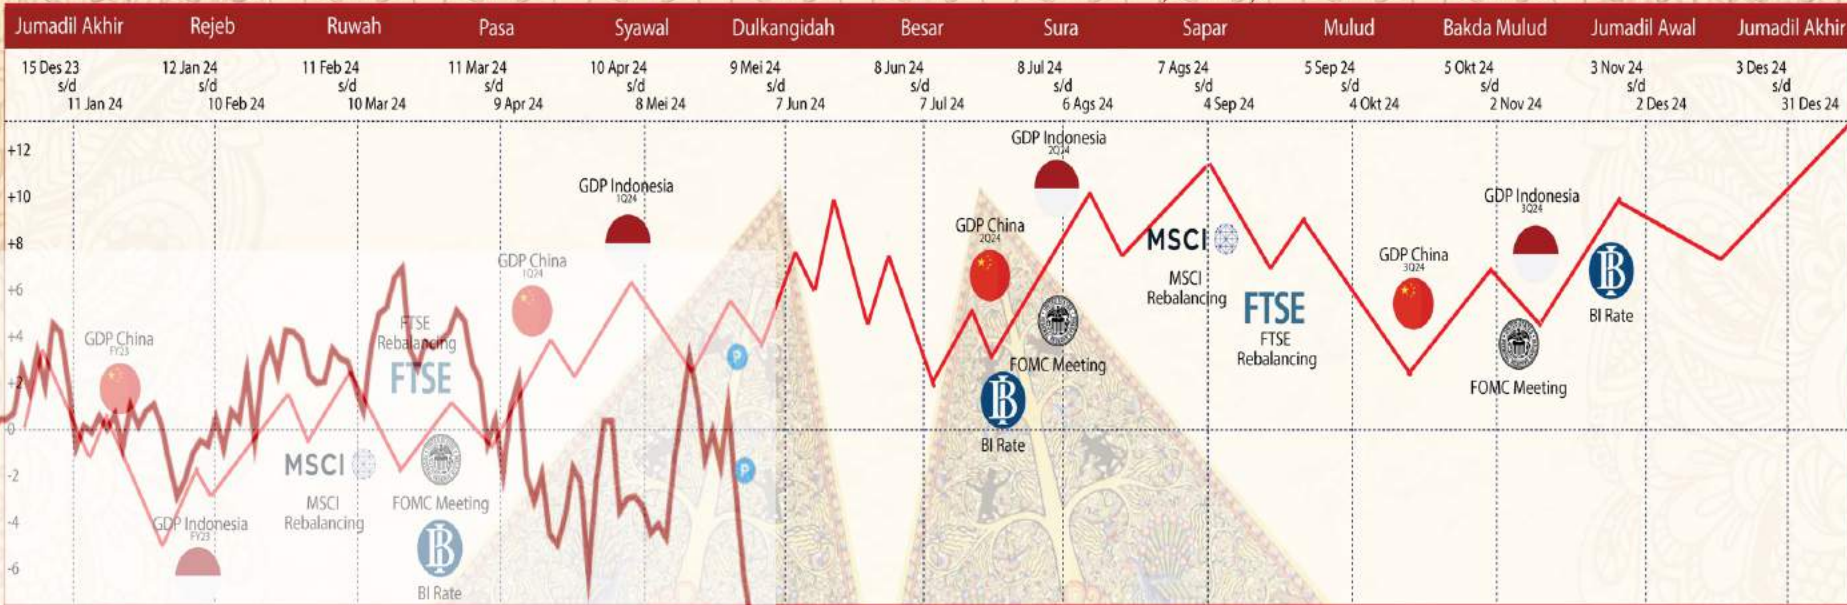 Jumadil Akhir Rejeb Ruwah Pasa Syawal Dulkangidah Besar Sura Sapar Mulud Bakda Mulud Jumadil Awal Jumadil Akhir
15 Des 23 12 Jan 24 11 Feb 24 11 Mar 24 10 Apr 24 9 Mei 24 8 Jun 24 8 Jul 24 7 Ags 24 5 Sep 24 5 Okt 24 3 Nov 24 3 Des 24
s/d s/d s/d s/d s/d s/d s/d s/d s/d s/d s/d s/d s/d
11 Jan 24 10 Feb 24 10 Mar 24 9 Apr 24 8 Mei 24 7 Jun 24 7 Jul 24 6 Ags 24 4 Sep 24 4 Okt 24 2 Nov 24 2 Des 24 31 Des 24
+12
+10
+8
+6
+4
+2
0
-2
-4
-6
GDP China
FY23
GDP Indonesia
FY23
MSCI
MSCI
Rebalancing
FTSE
Rebalancing
FTSE
FOMC Meeting
BI Rate
GDP China
1Q24
GDP Indonesia
1Q24
P
P
GDP China
2Q24
BI Rate
GDP Indonesia
2Q24
FOMC Meeting
MSCI
MSCI
Rebalancing
FTSE
FTSE
Rebalancing
GDP China
3Q24
GDP Indonesia
3Q24
FOMC Meeting
BI Rate